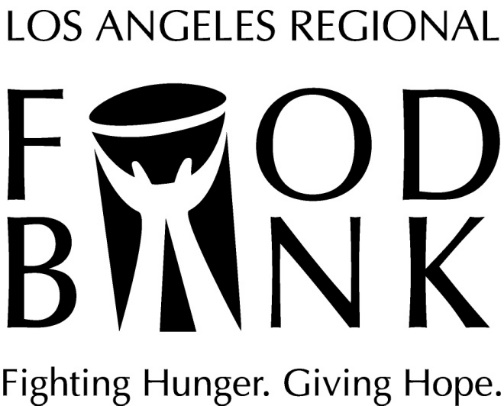 LOS ANGELES REGIONAL
FOOD
BANK
Fighting Hunger. Giving Hope.